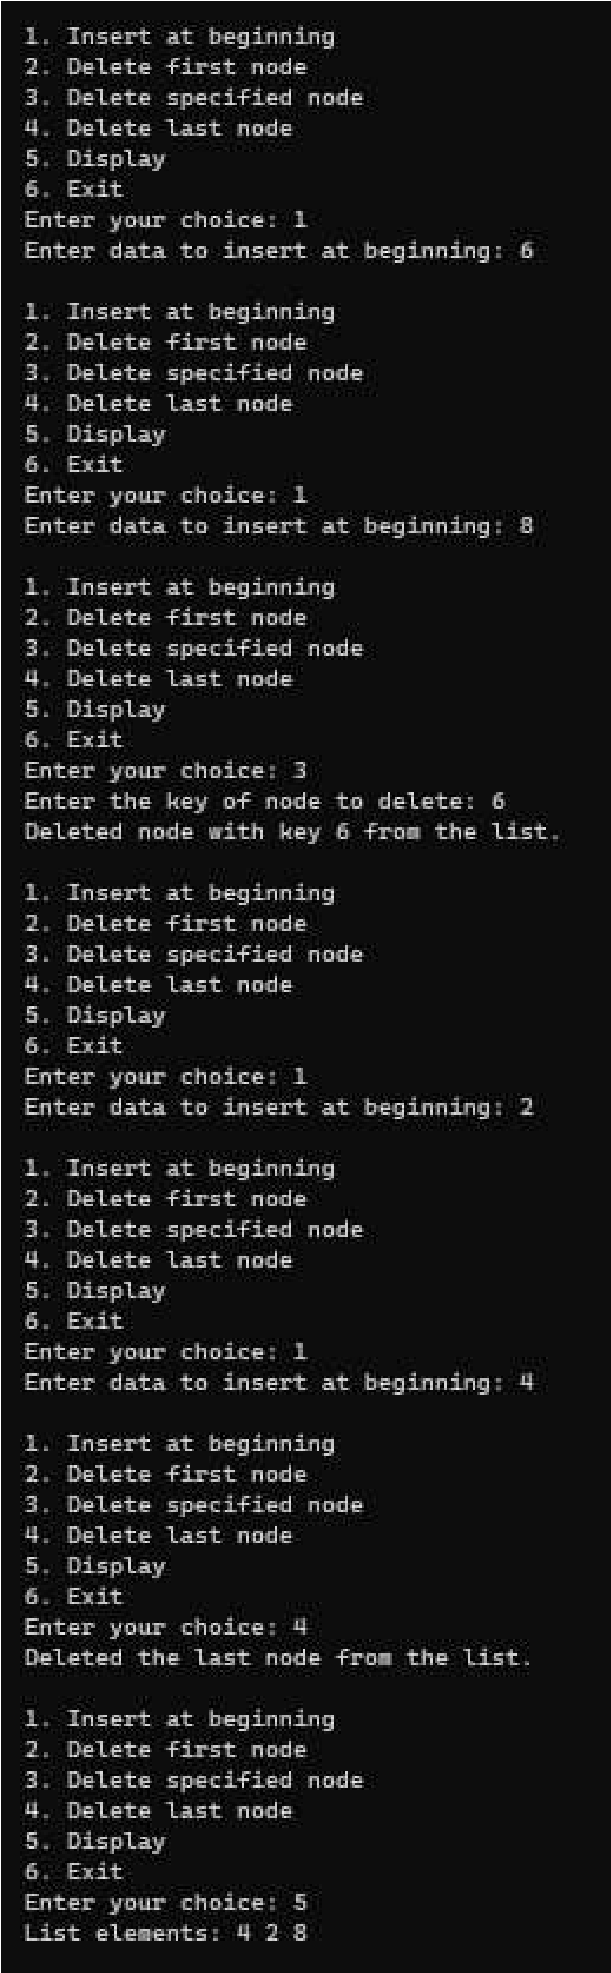 1. Insert at beginning
2. Delete first node
3. Delete specified node
4. Delete last node
5. Display
6. Exit
Enter your choice: 1
Enter data to insert at beginning: 6
1. Insert at beginning
2. Delete first node
3. Delete specified node
4. Delete last node
5. Display
6. Exit
Enter your choice: 1
Enter data to insert at beginning: 8
1. Insert at beginning
2. Delete first node
3. Delete specified node
4. Delete last node
5. Display
6. Exit
Enter your choice: 3
Enter the key of node to delete: 6
Deleted node with key 6 from the list.
1. Insert at beginning
2. Delete first node
3. Delete specified node
4. Delete last node
5. Display
6. Exit
Enter your choice: 1
Enter data to insert at beginning: 2
1. Insert at beginning
2. Delete first node
3. Delete specified node
4. Delete last node
5. Display
6. Exit
Enter your choice: 1
Enter data to insert at beginning: 4
1. Insert at beginning
2. Delete first node
3. Delete specified node
4. Delete last node
5. Display
6. Exit
Enter your choice: 4
Deleted the last node from the list.
1. Insert at beginning
2. Delete first node
3. Delete specified node
4. Delete last node
5. Display
6. Exit
Enter your choice: 5
List elements: 4 2 8